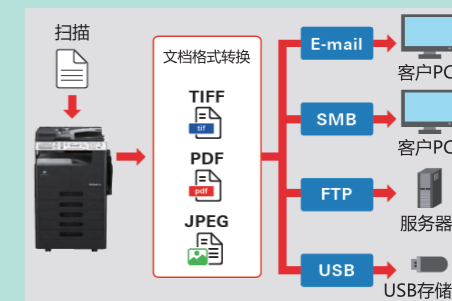 扫描
文档格式转换
TIFF
tif
PDF
pdf
JPEG
E-mail
客户PC
SMB
客户PC
FTP
服务器
USB
USB存储